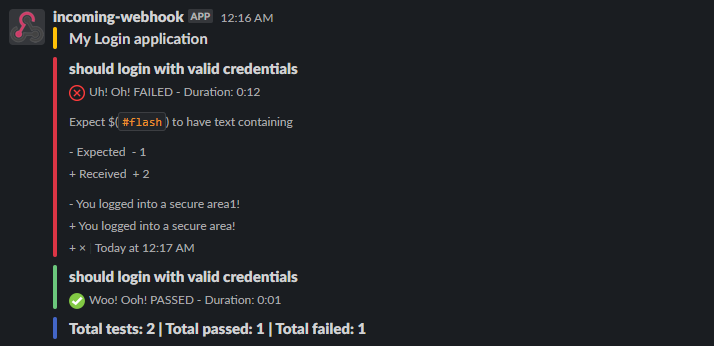 incoming-webhook APP 12:16 AM
My Login application
should login with valid credentials
Uh! Oh! FAILED - Duration: 0:12
Expect $(#flash) to have text containing
- Expected - 1
+ Received + 2
- You logged into a secure area1!
+ You logged into a secure area!
+ × | Today at 12:17 AM
should login with valid credentials
Woo! Ooh! PASSED - Duration: 0:01
Total tests: 2 | Total passed: 1 | Total failed: 1